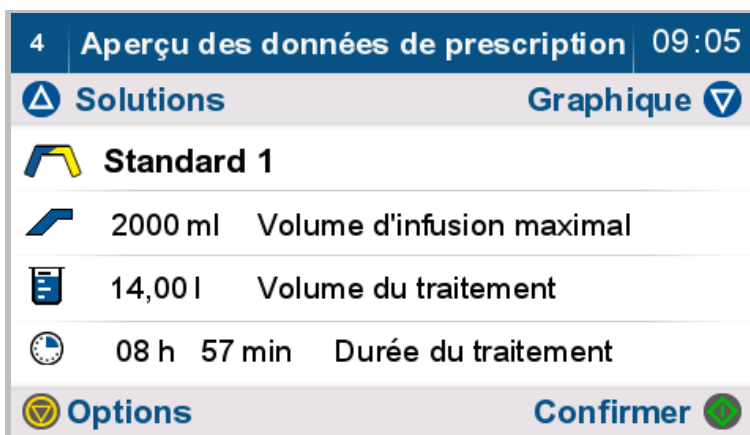 4 Aperçu des données de prescription 09:05
Solutions Graphique
Standard 1
2000 ml Volume d'infusion maximal
14,00 l Volume du traitement
08 h 57 min Durée du traitement
Options Confirmer